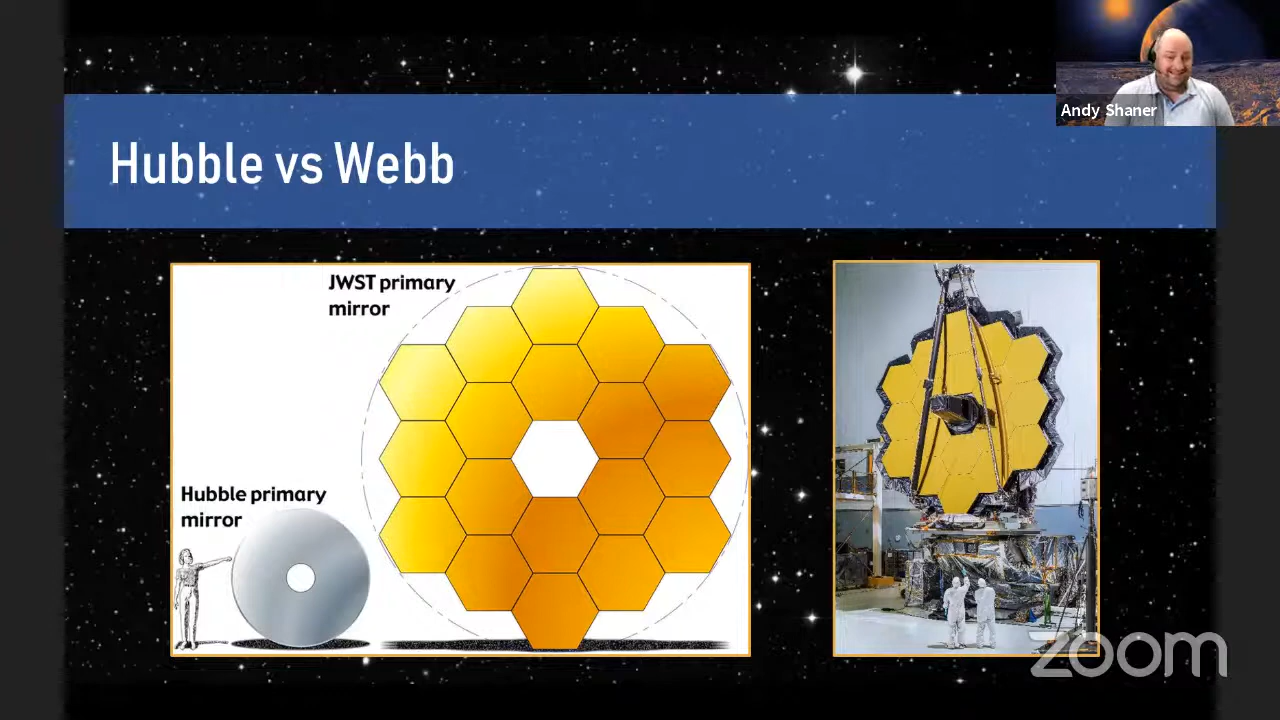 Andy Shaner
Hubble vs Webb
JWST primary
mirror
Hubble primary
mirror
zoom